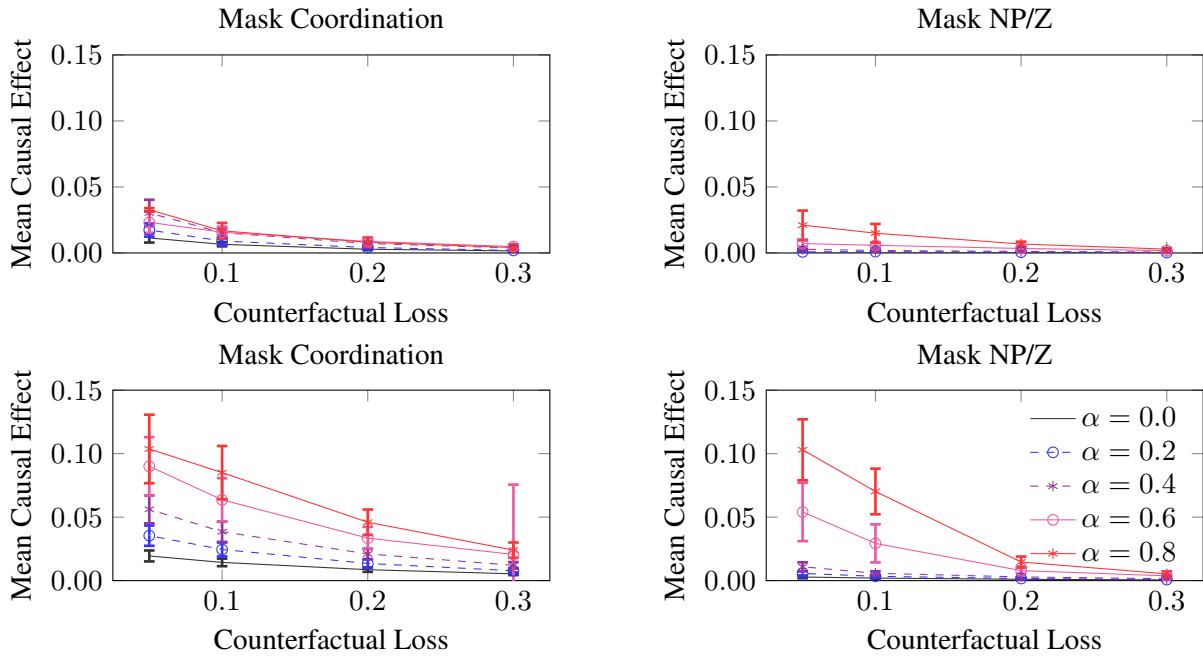 Mask Coordination
Mask NP/Z
0.15
0.10
0.05
0.00
Mean Causal Effect
0.1 0.2 0.3
Counterfactual Loss
0.15
0.10
0.05
0.00
Mean Causal Effect
0.1 0.2 0.3
Counterfactual Loss
Mask Coordination
Mask NP/Z
0.15
0.10
0.05
0.00
Mean Causal Effect
0.1 0.2 0.3
Counterfactual Loss
0.15
0.10
0.05
0.00
Mean Causal Effect
0.1 0.2 0.3
Counterfactual Loss
α = 0.0
α = 0.2
α = 0.4
α = 0.6
α = 0.8